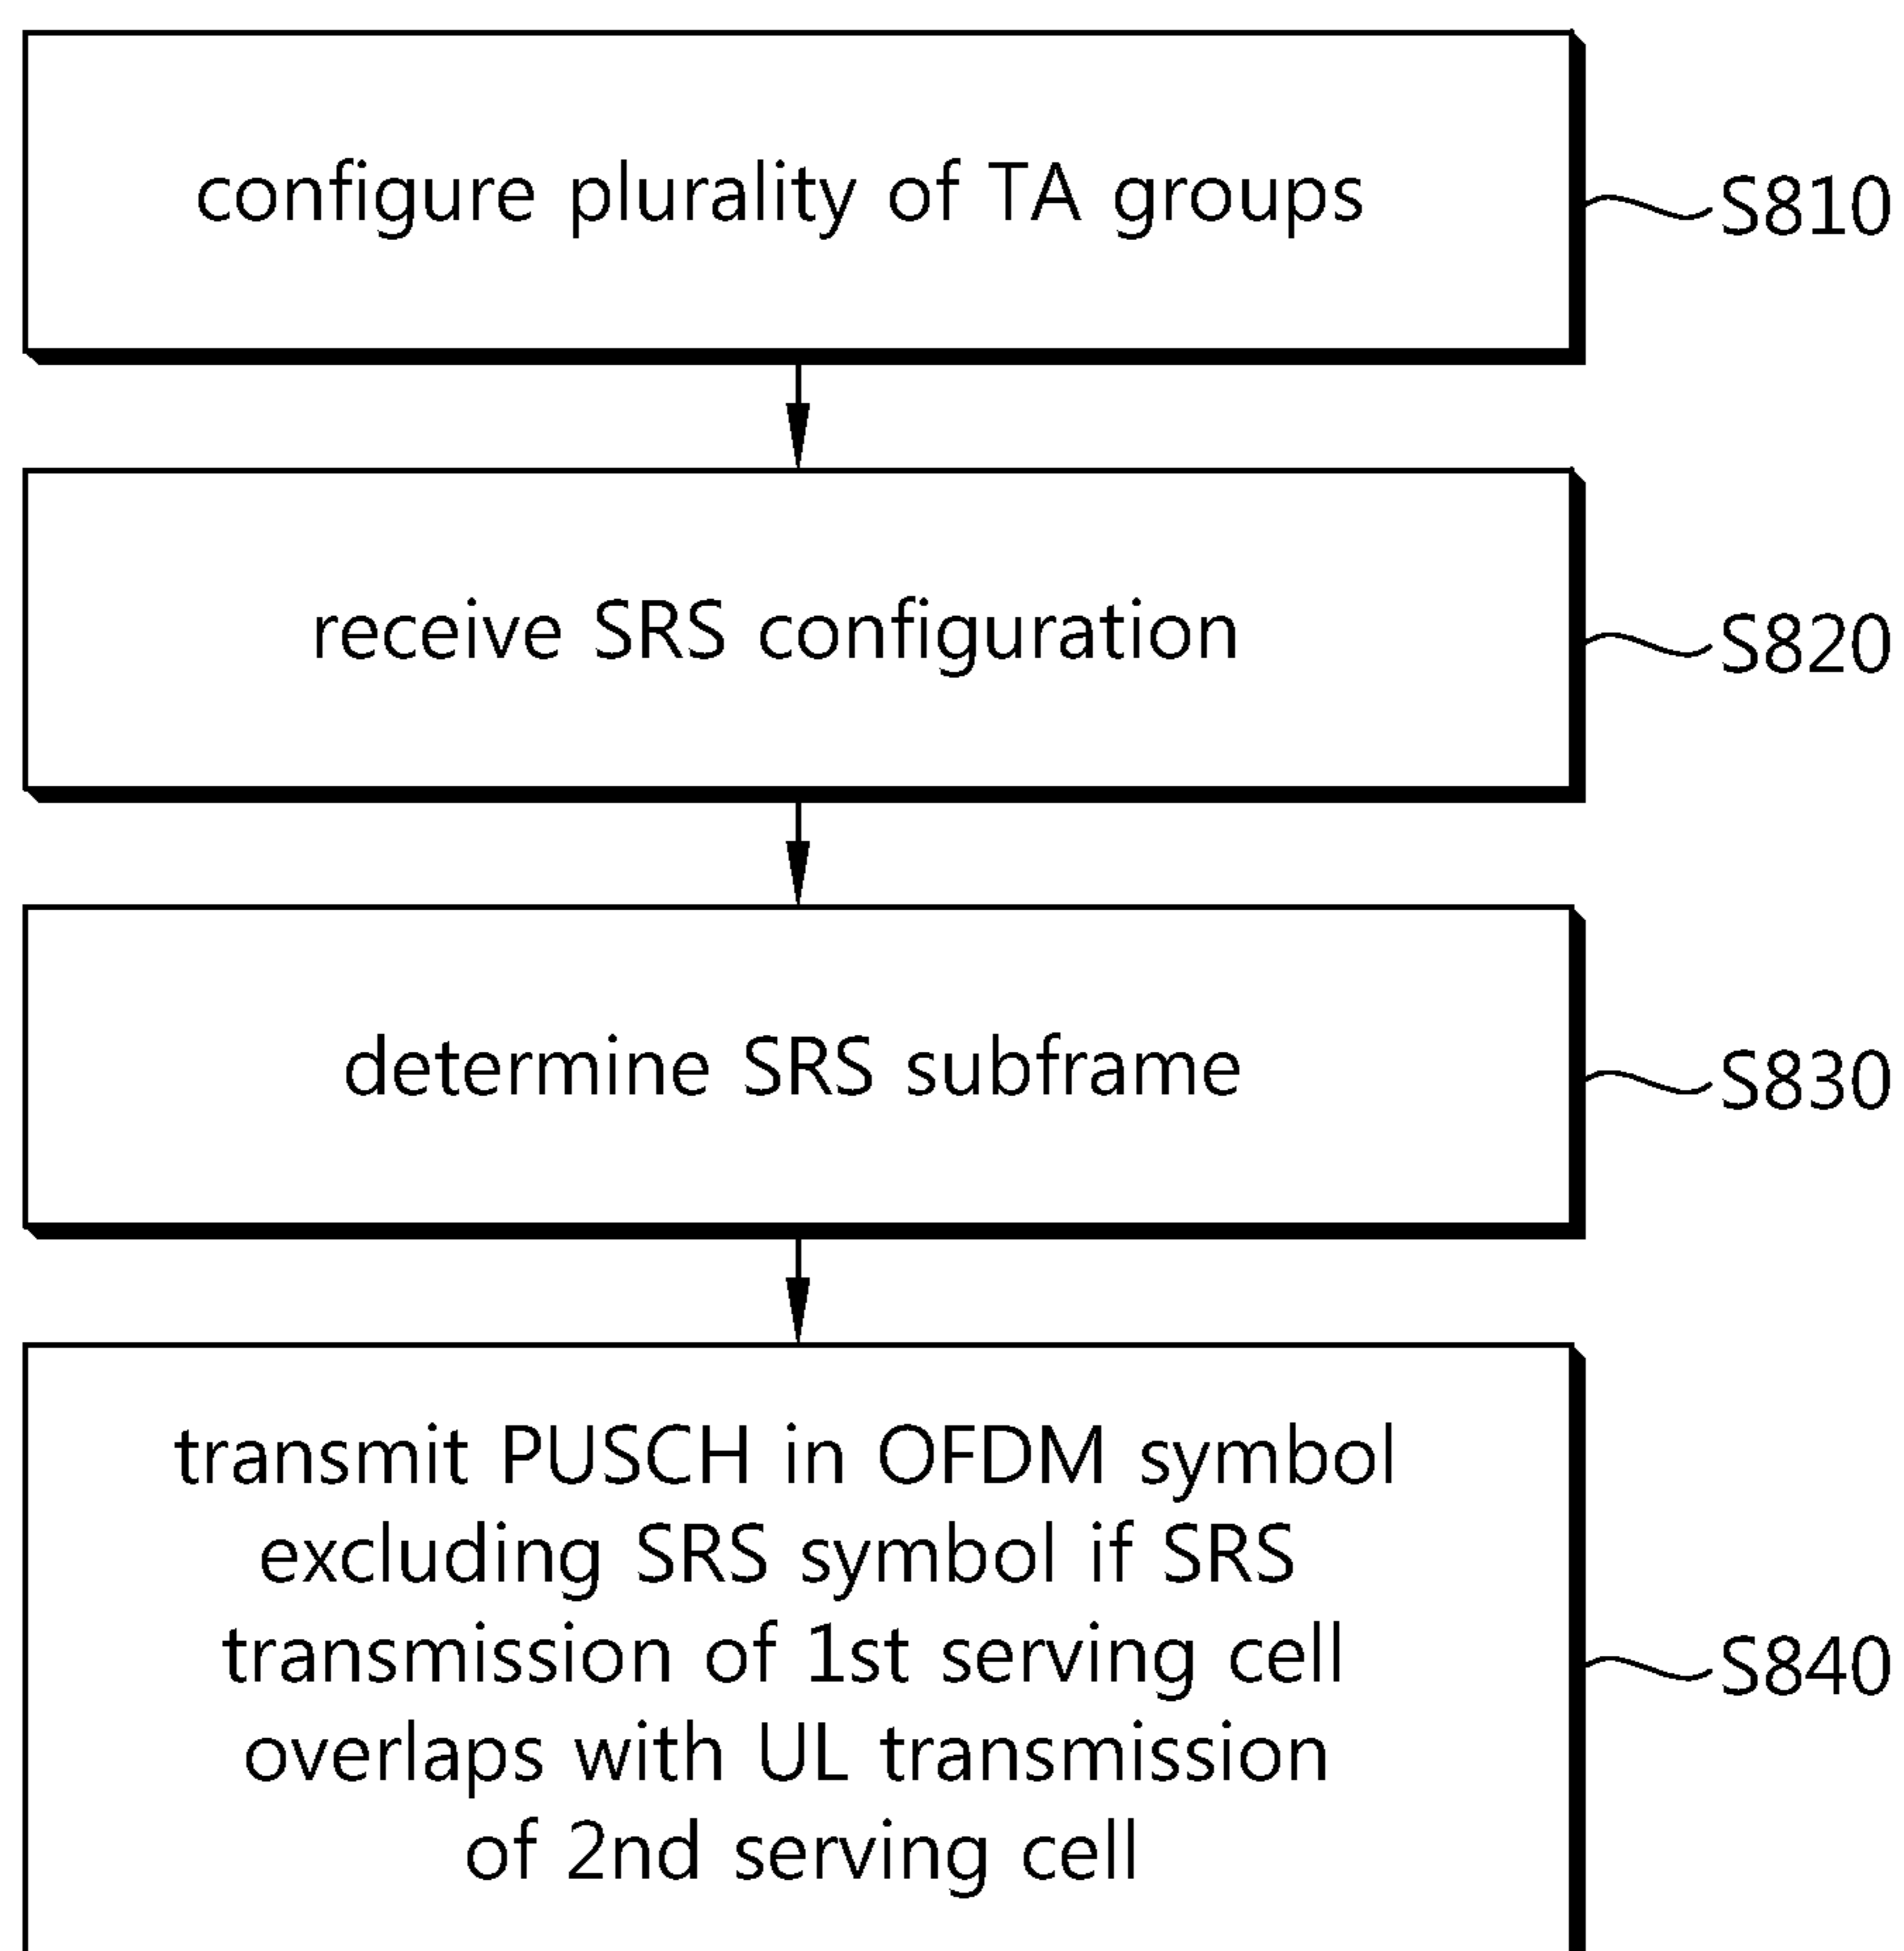 configure plurality of TA groups
S810
receive SRS configuration
S820
determine SRS subframe
S830
transmit PUSCH in OFDM symbol
excluding SRS symbol if SRS
transmission of 1st serving cell
overlaps with UL transmission
of 2nd serving cell
S840